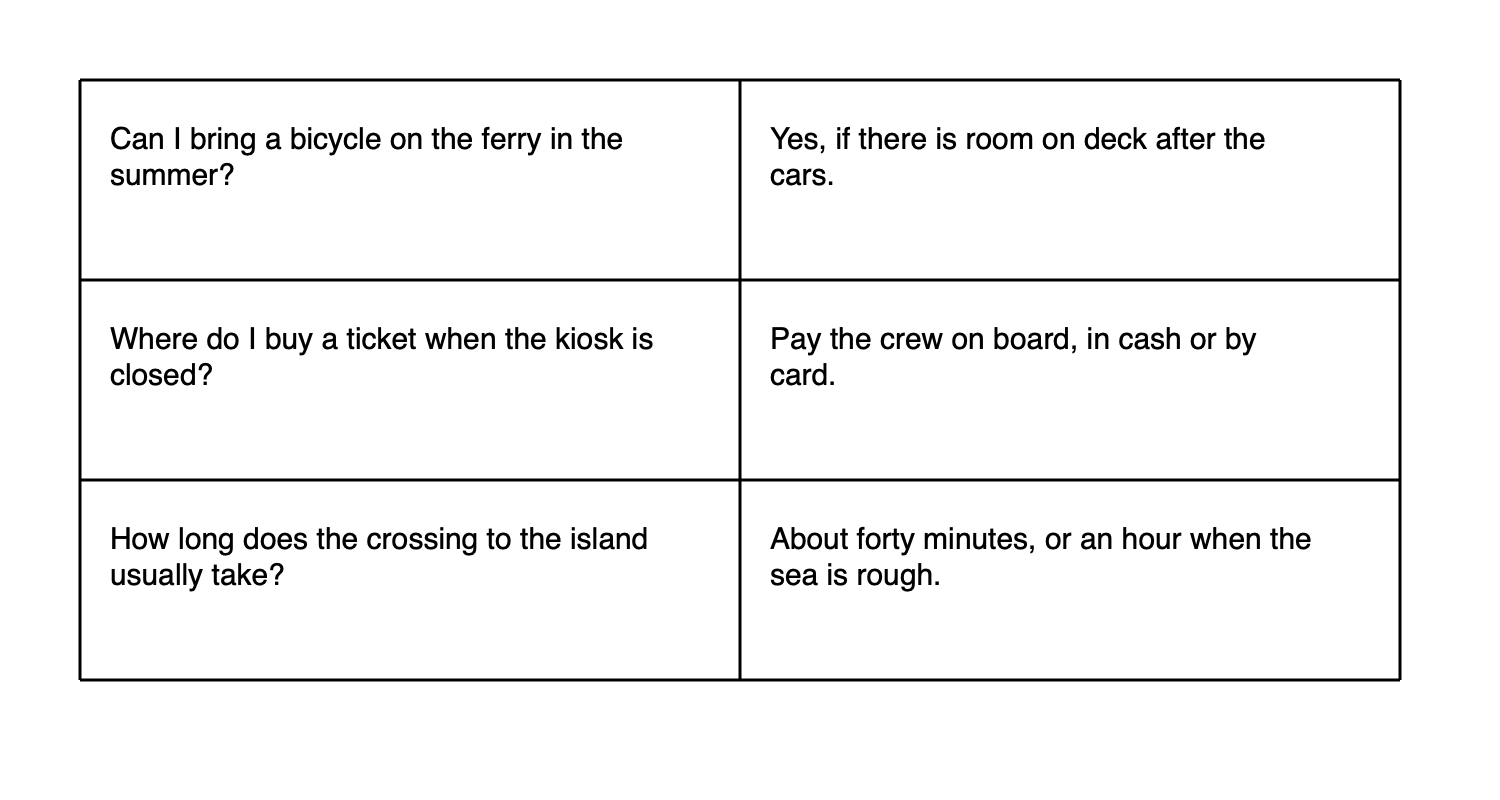 Can I bring a bicycle on the ferry in the
summer?
Yes, if there is room on deck after the
cars.
Where do I buy a ticket when the kiosk is
closed?
Pay the crew on board, in cash or by
card.
How long does the crossing to the island
usually take?
About forty minutes, or an hour when the
sea is rough.